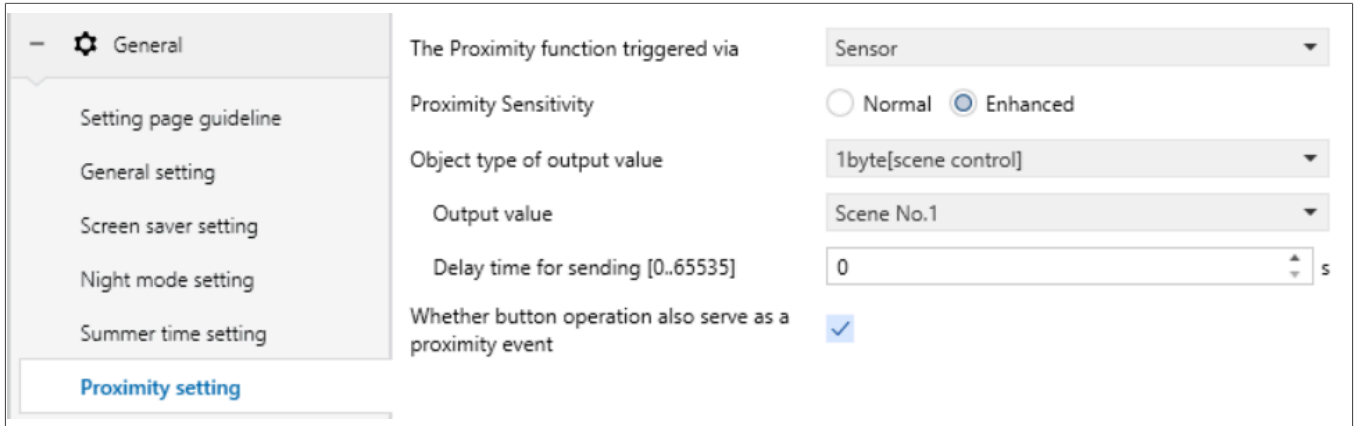 General
Setting page guideline
General setting
Screen saver setting
Night mode setting
Summer time setting
Proximity setting
The Proximity function triggered via
Sensor
Proximity Sensitivity
Normal Enhanced
Object type of output value
1byte[scene control]
Output value
Scene No.1
Delay time for sending [0..65535]
0 s
Whether button operation also serve as a
proximity event